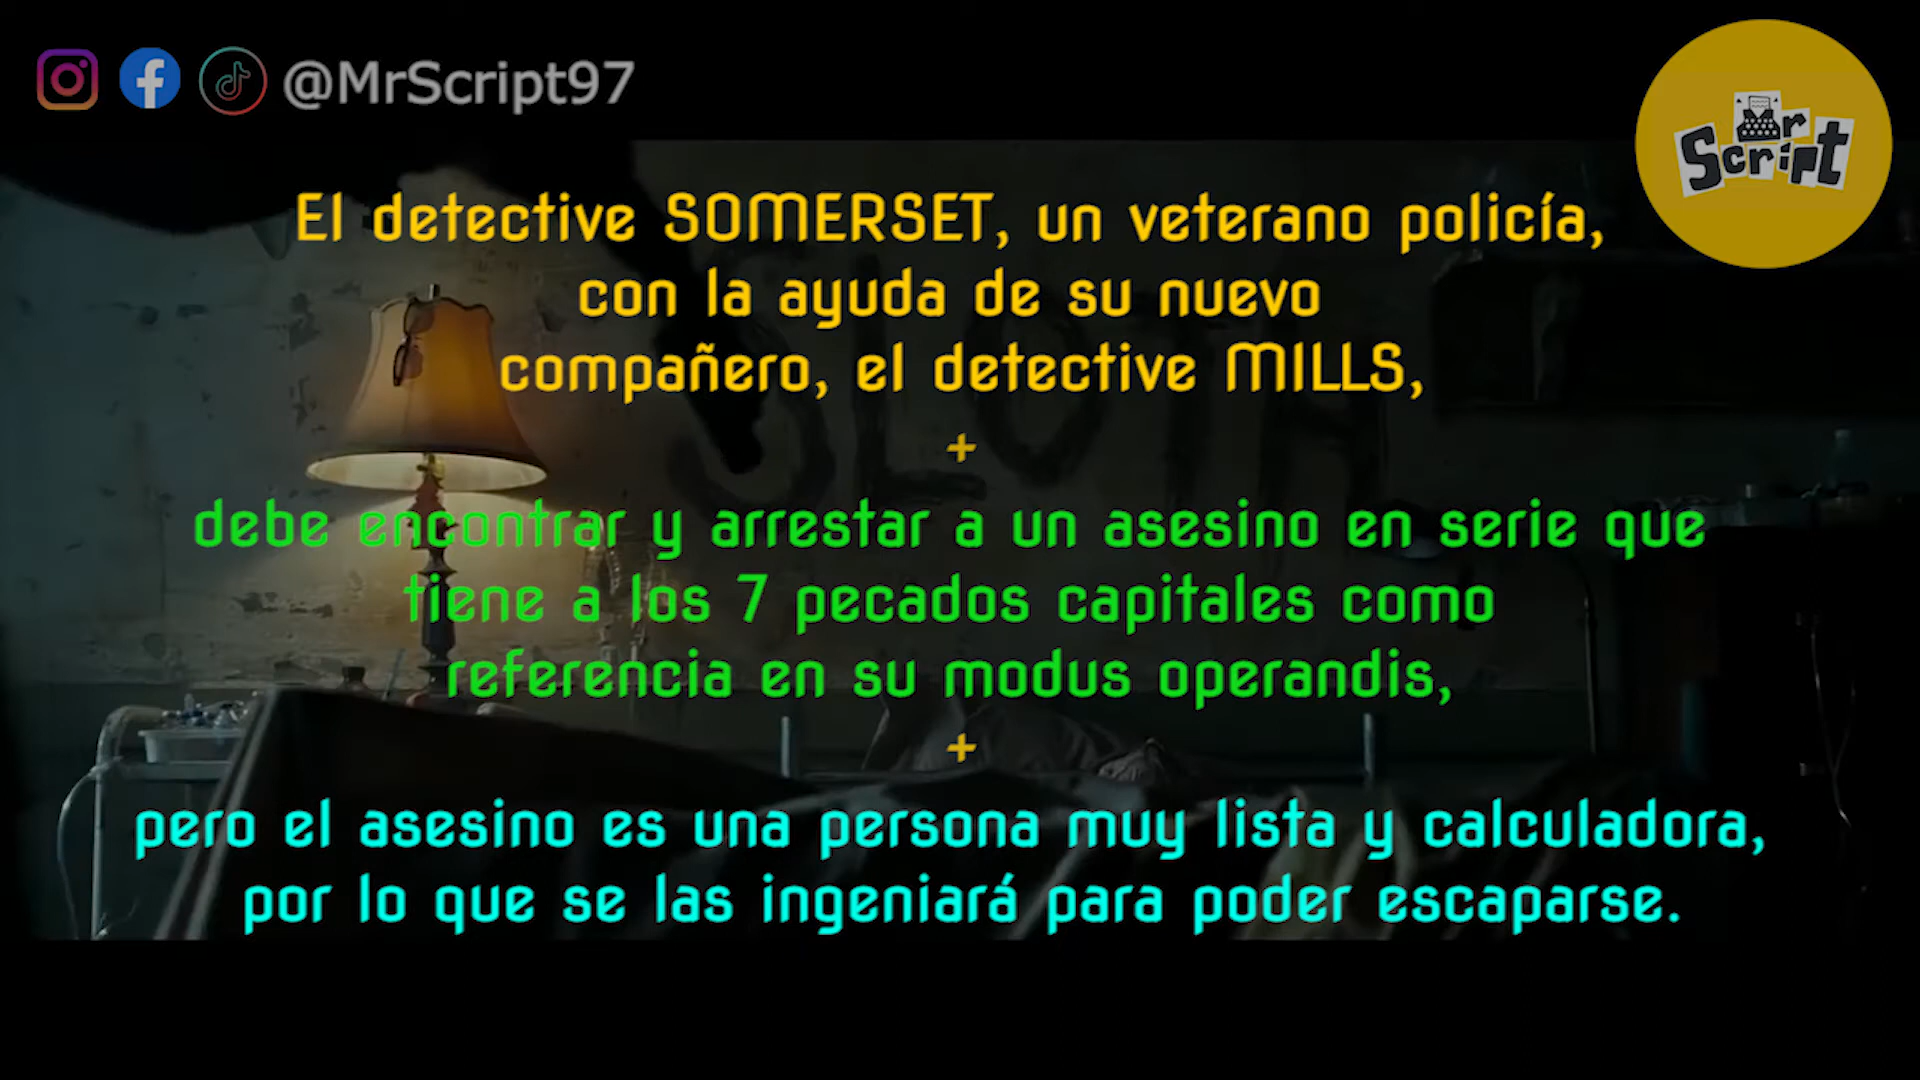 @MrScript97
Mr
Script
El detective SOMERSET, un veterano policía,
con la ayuda de su nuevo
compañero, el detective MILLS,
+
debe encontrar y arrestar a un asesino en serie que
tiene a los 7 pecados capitales como
referencia en su modus operandis,
+
pero el asesino es una persona muy lista y calculadora,
por lo que se las ingeniará para poder escaparse.
SLOTH